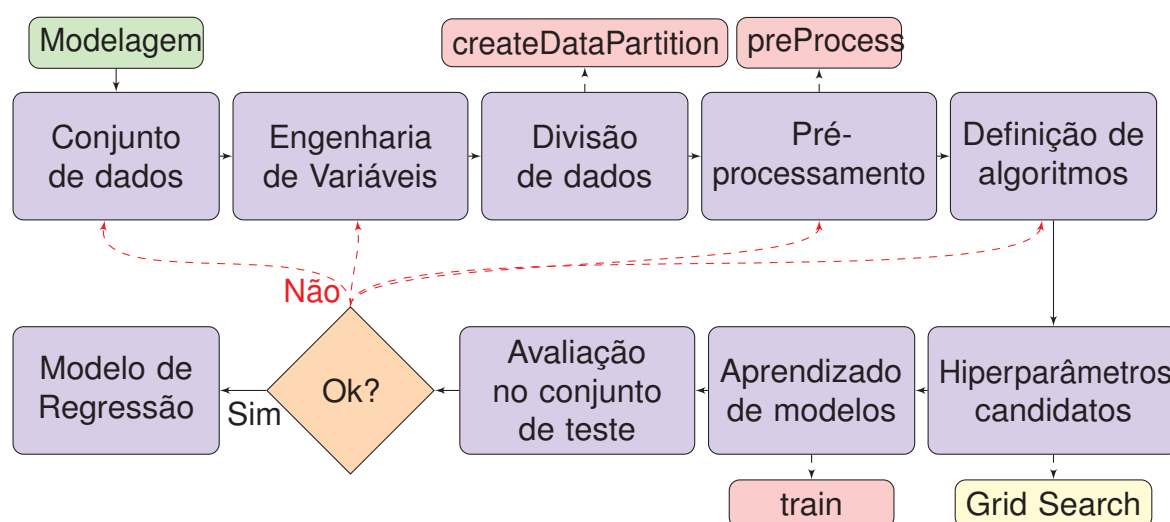 Modelagem
createDataPartition
preProcess
Conjunto
de dados
Engenharia
de Variáveis
Divisão
de dados
Pré-
processamento
Definição de
algoritmos
Não
Modelo de
Regressão
Sim
Ok?
Avaliação
no conjunto
de teste
Aprendizado
de modelos
Hiperparâmetros
candidatos
train
Grid Search